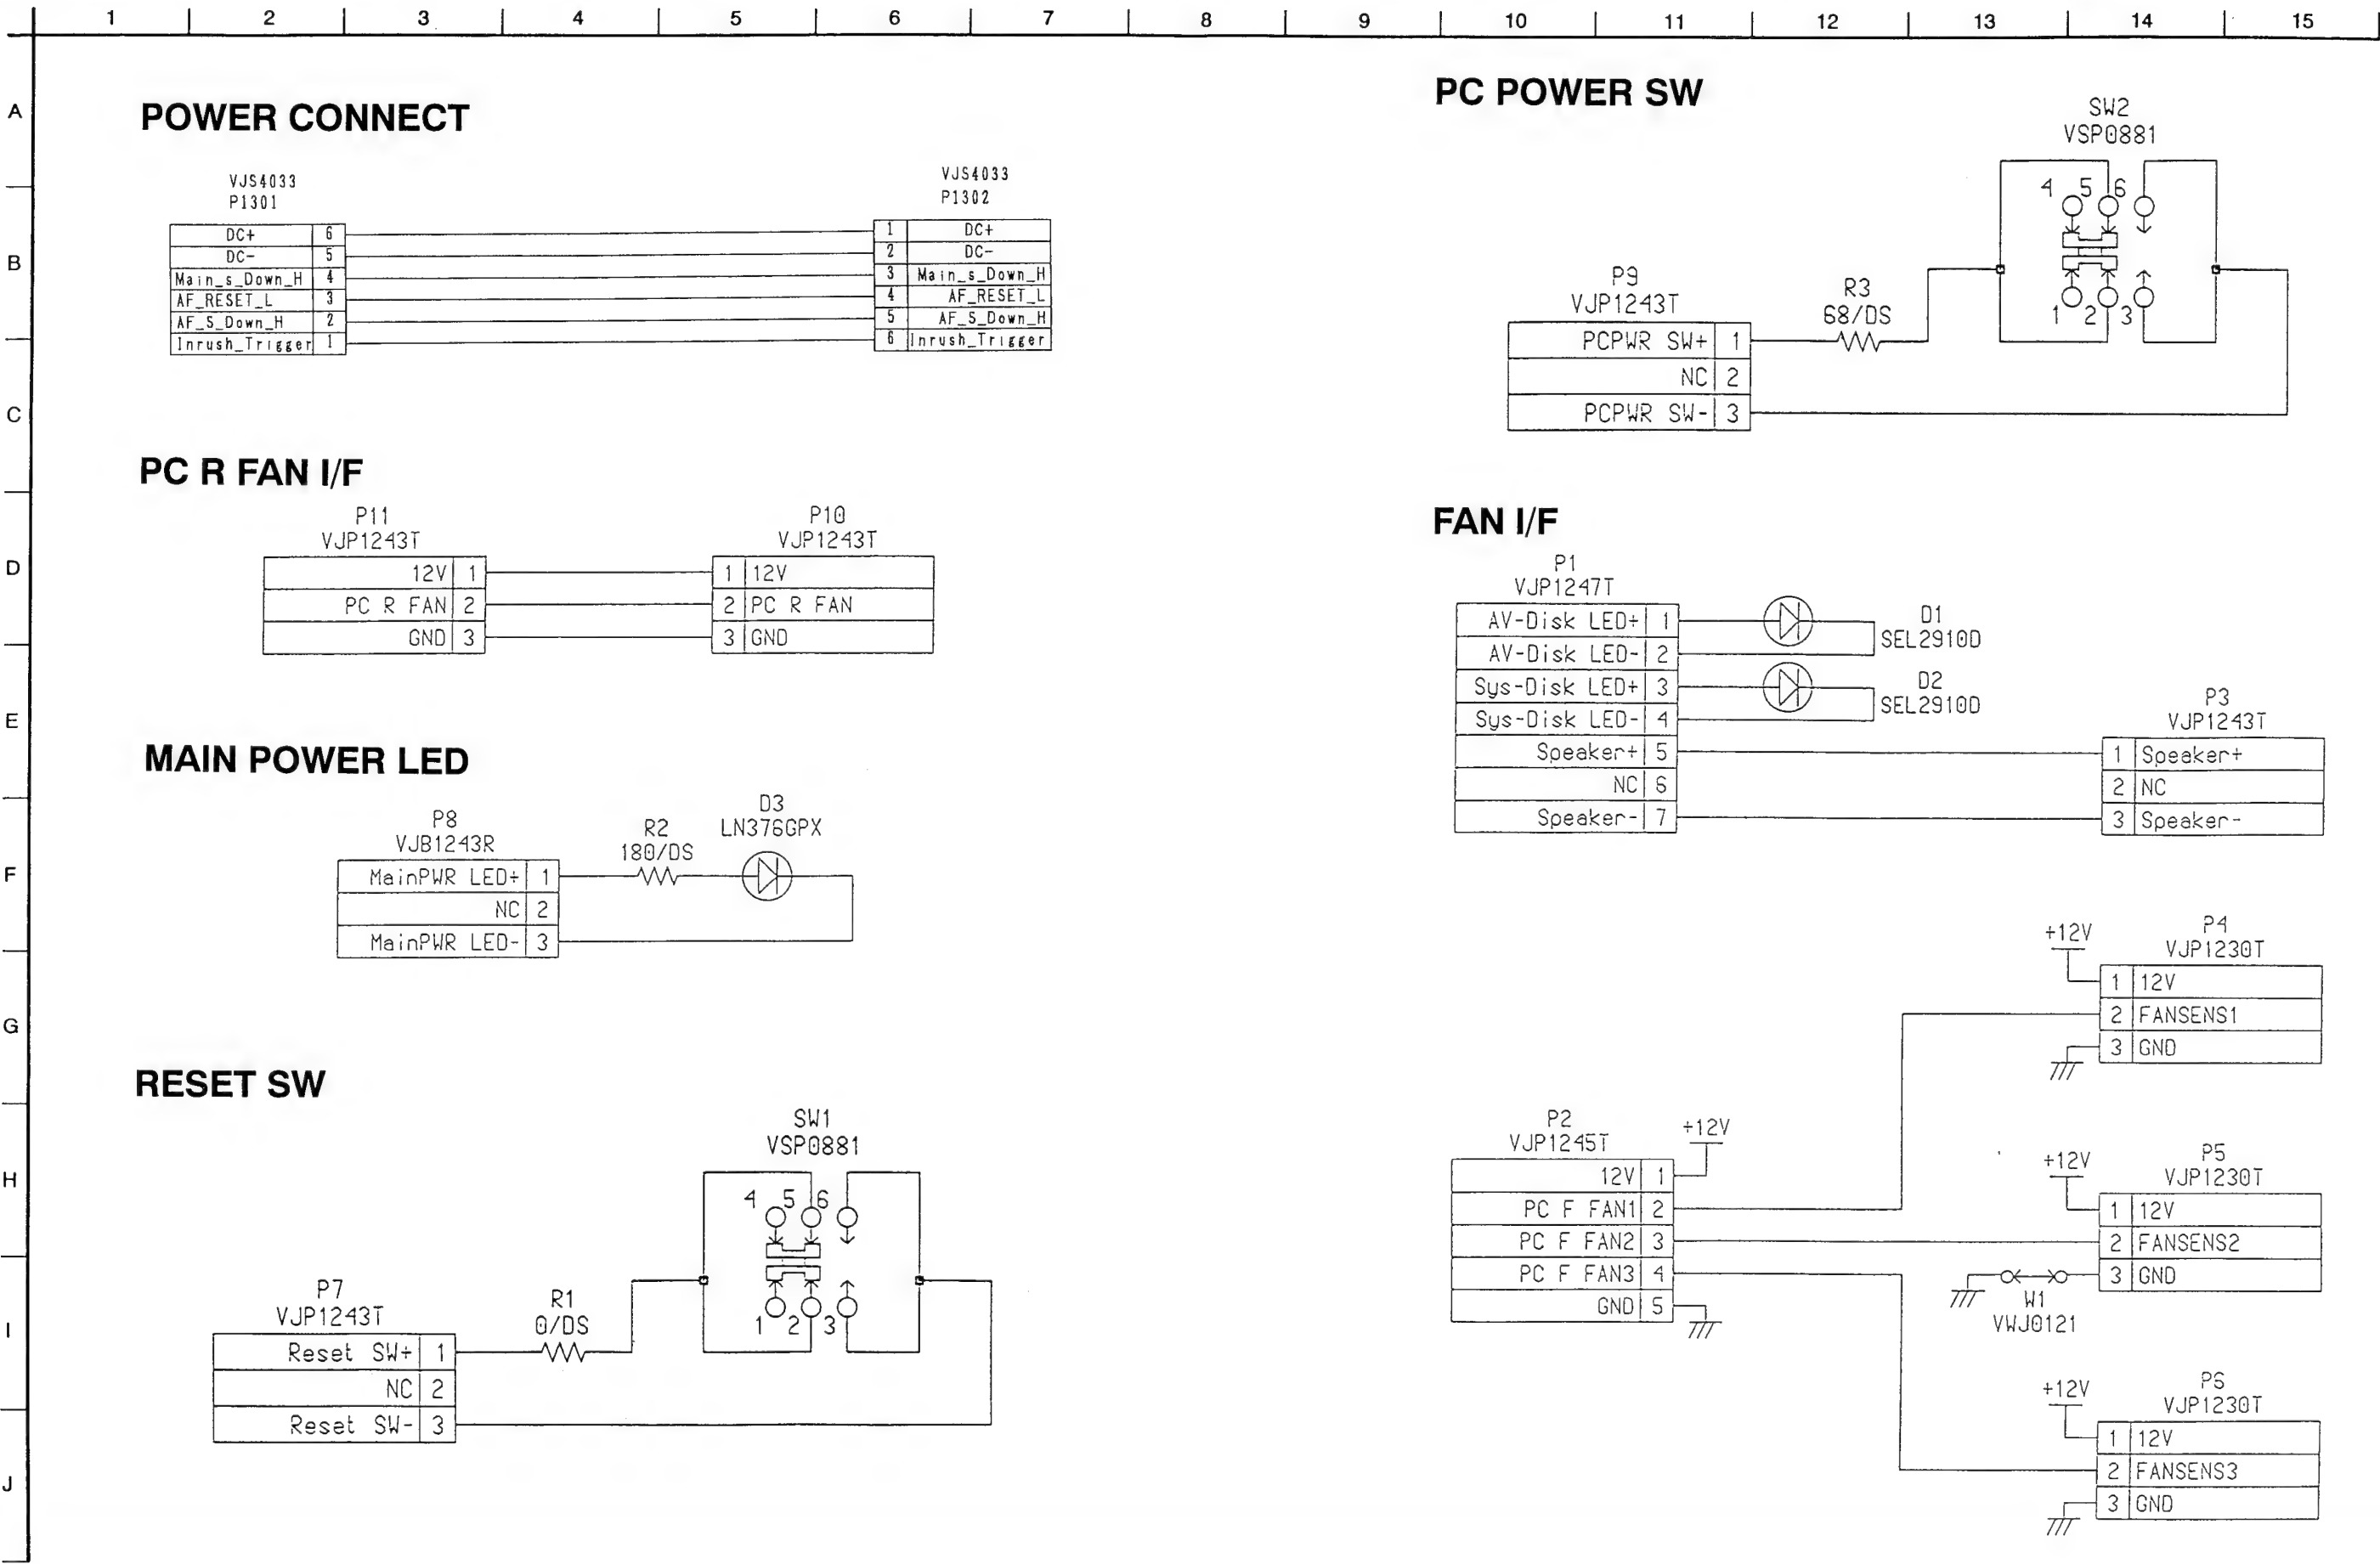 1 2 3 4 5 6 7 8 9 10 11 12 13 14 15
A
B
C
D
E
F
G
H
I
J
POWER CONNECT
VJS4033
P1301
DC+ 6
DC- 5
Main_s_Down_H 4
AF_RESET_L 3
AF_S_Down_H 2
Inrush_Trigger 1
VJS4033
P1302
1 DC+
2 DC-
3 Main_s_Down_H
4 AF_RESET_L
5 AF_S_Down_H
6 Inrush_Trigger
PC R FAN I/F
P11
VJP1243T
12V 1
PC R FAN 2
GND 3
P10
VJP1243T
1 12V
2 PC R FAN
3 GND
MAIN POWER LED
P8
VJB1243R
MainPWR LED+ 1
NC 2
MainPWR LED- 3
R2
180/DS
D3
LN376GPX
RESET SW
SW1
VSP0881
4 5 6
1 2 3
P7
VJP1243T
Reset SW+ 1
NC 2
Reset SW- 3
R1
0/DS
PC POWER SW
SW2
VSP0881
4 5 6
1 2 3
P9
VJP1243T
PCPWR SW+ 1
NC 2
PCPWR SW- 3
R3
68/DS
FAN I/F
P1
VJP1247T
AV-Disk LED+ 1
AV-Disk LED- 2
Sys-Disk LED+ 3
Sys-Disk LED- 4
Speaker+ 5
NC 6
Speaker- 7
D1
SEL2910D
D2
SEL2910D
P3
VJP1243T
1 Speaker+
2 NC
3 Speaker-
P2
VJP1245T
+12V
12V 1
PC F FAN1 2
PC F FAN2 3
PC F FAN3 4
GND 5
+12V
P4
VJP1230T
1 12V
2 FANSENS1
3 GND
+12V
P5
VJP1230T
1 12V
2 FANSENS2
3 GND
W1
VWJ0121
+12V
P6
VJP1230T
1 12V
2 FANSENS3
3 GND